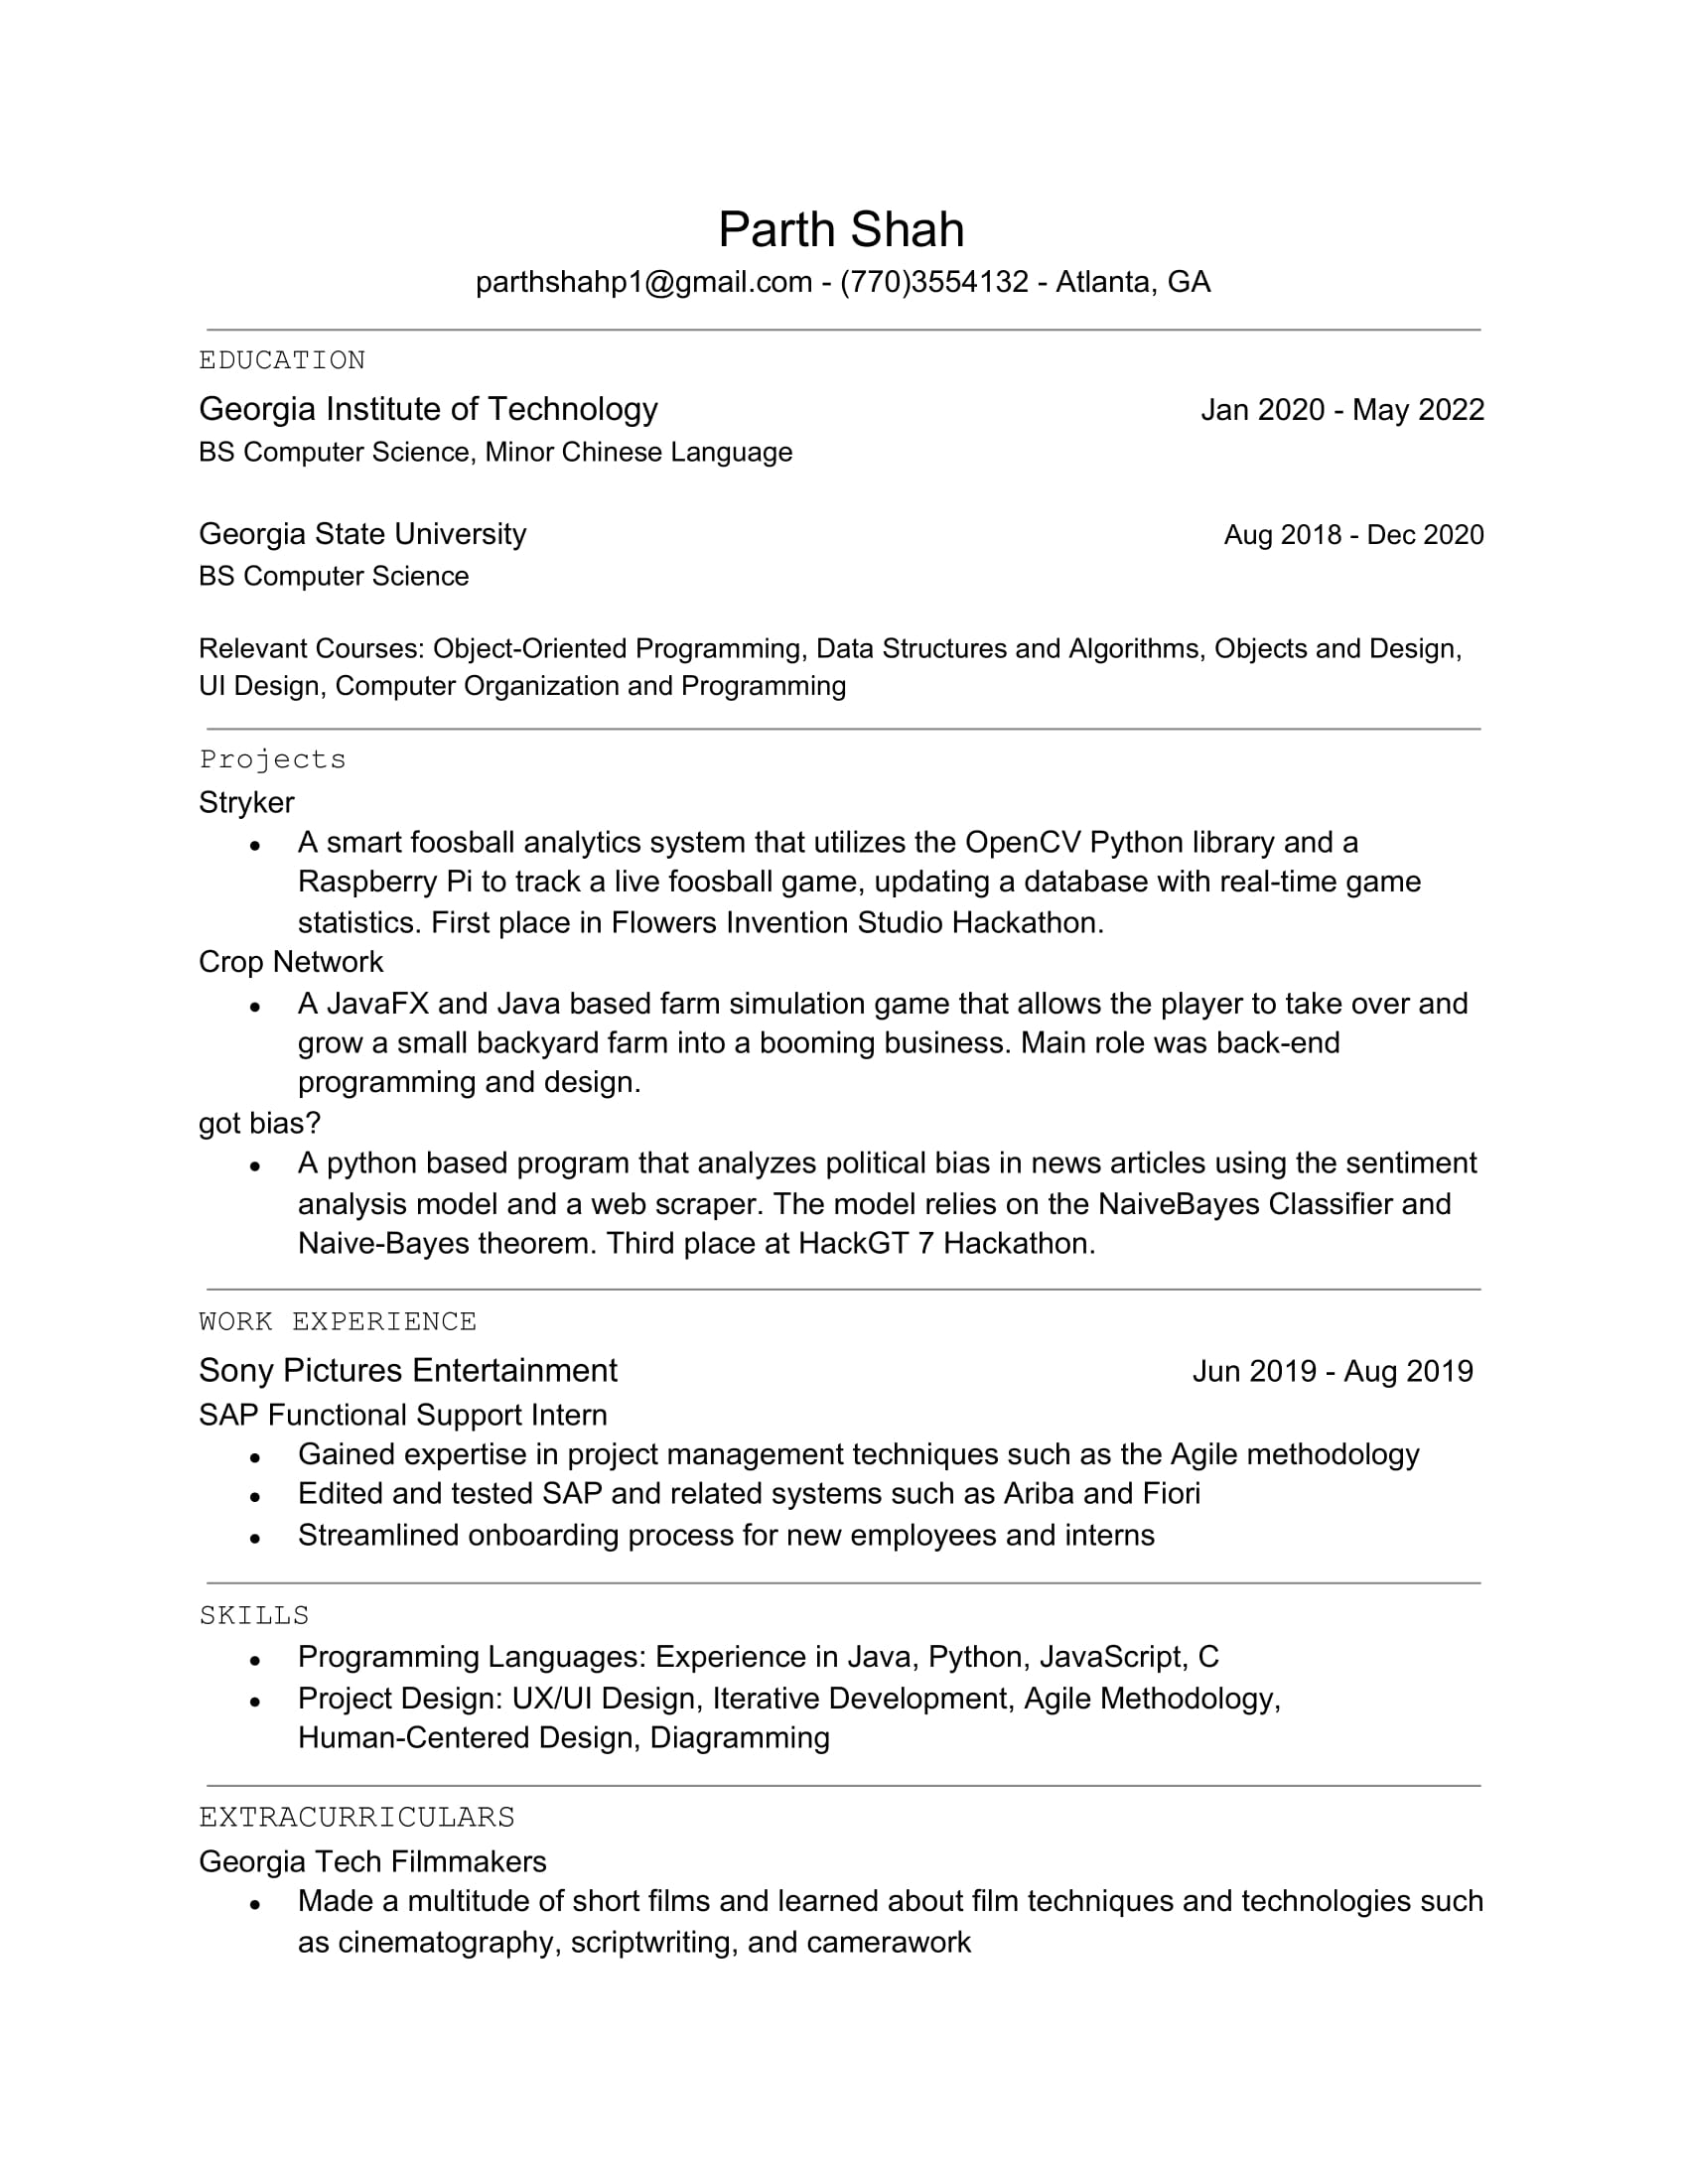 Parth Shah
parthshahp1@gmail.com - (770)3554132 - Atlanta, GA
EDUCATION
Georgia Institute of Technology Jan 2020 - May 2022
BS Computer Science, Minor Chinese Language
Georgia State University Aug 2018 - Dec 2020
BS Computer Science
Relevant Courses: Object-Oriented Programming, Data Structures and Algorithms, Objects and Design,
UI Design, Computer Organization and Programming
Projects
Stryker
● A smart foosball analytics system that utilizes the OpenCV Python library and a
Raspberry Pi to track a live foosball game, updating a database with real-time game
statistics. First place in Flowers Invention Studio Hackathon.
Crop Network
● A JavaFX and Java based farm simulation game that allows the player to take over and
grow a small backyard farm into a booming business. Main role was back-end
programming and design.
got bias?
● A python based program that analyzes political bias in news articles using the sentiment
analysis model and a web scraper. The model relies on the NaiveBayes Classifier and
Naive-Bayes theorem. Third place at HackGT 7 Hackathon.
WORK EXPERIENCE
Sony Pictures Entertainment Jun 2019 - Aug 2019
SAP Functional Support Intern
● Gained expertise in project management techniques such as the Agile methodology
● Edited and tested SAP and related systems such as Ariba and Fiori
● Streamlined onboarding process for new employees and interns
SKILLS
● Programming Languages: Experience in Java, Python, JavaScript, C
● Project Design: UX/UI Design, Iterative Development, Agile Methodology,
Human-Centered Design, Diagramming
EXTRACURRICULARS
Georgia Tech Filmmakers
● Made a multitude of short films and learned about film techniques and technologies such
as cinematography, scriptwriting, and camerawork